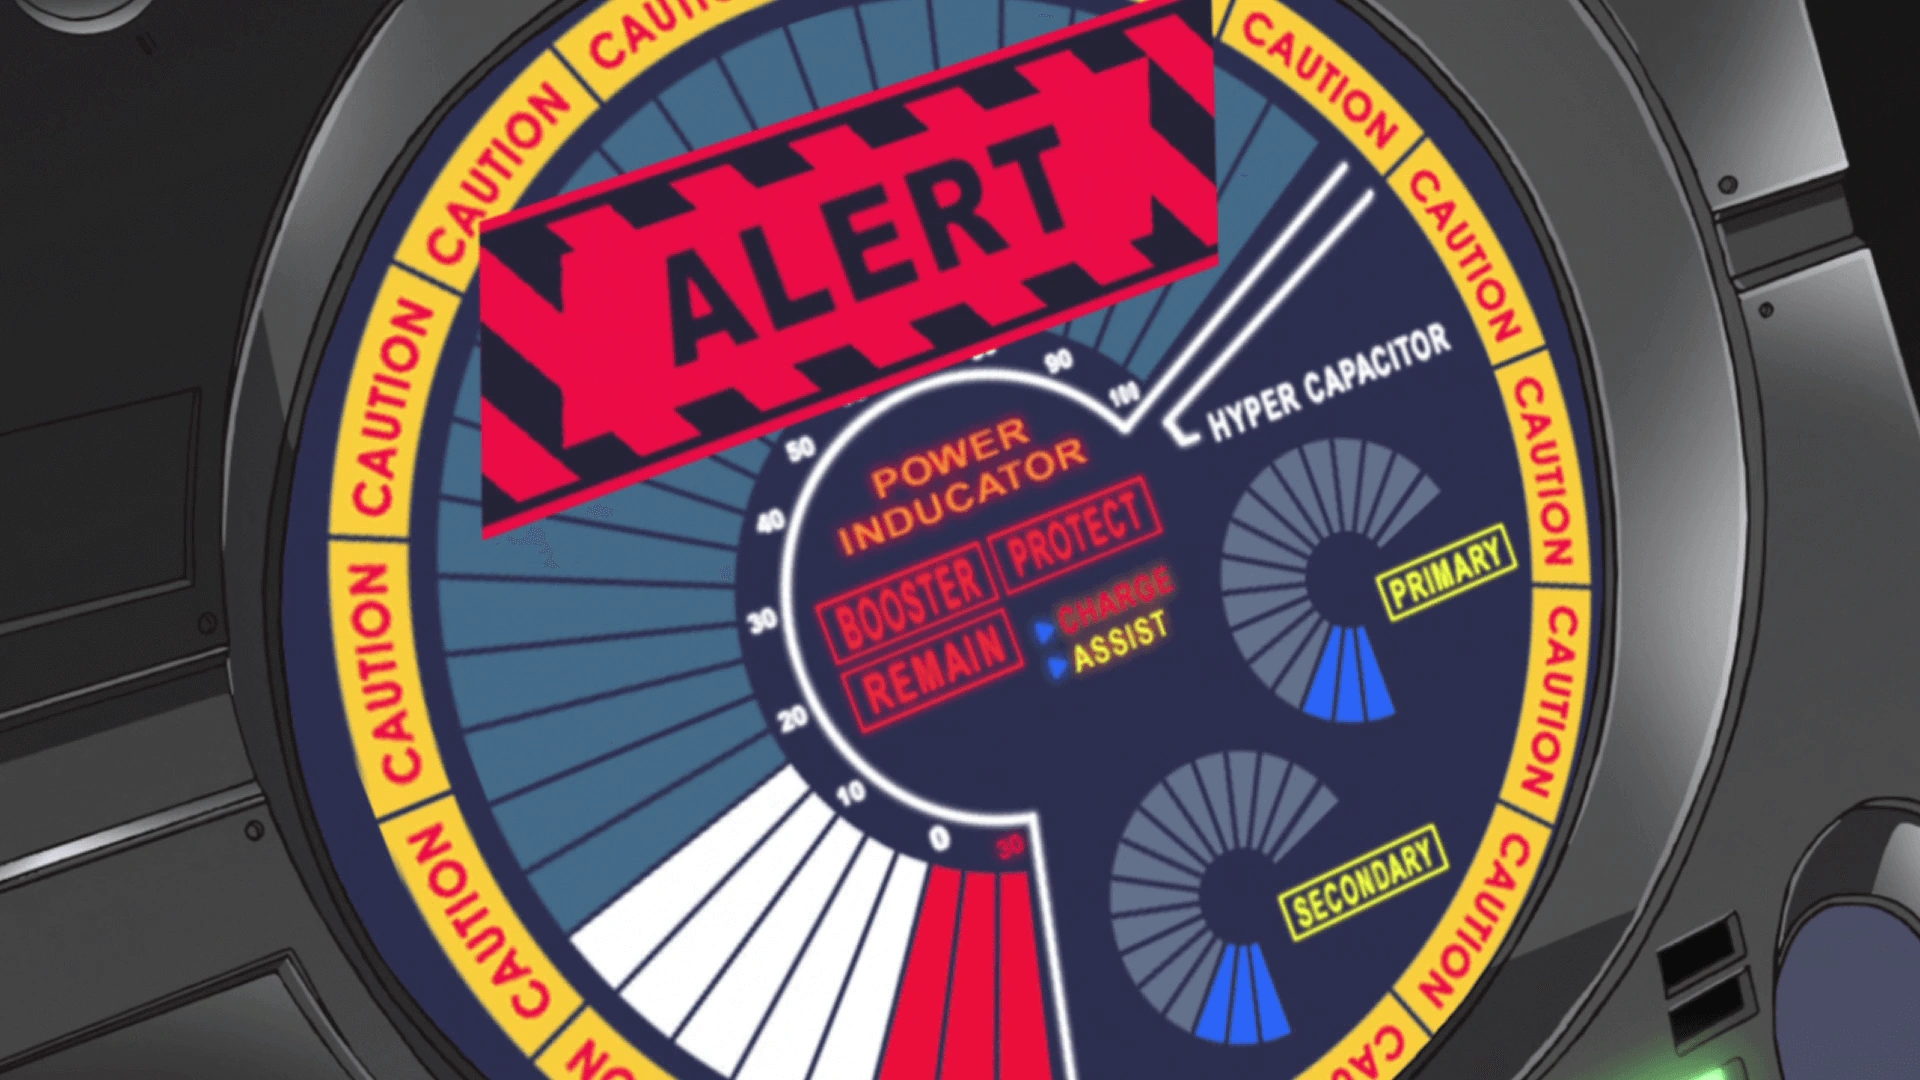 CAUTION
CAUTION
CAUTION
CAUTION
CAUTION
CAUTION
CAUTION
CAUTION
CAUTION
CAUTION
CAUTION
CAUTION
ALERT
90
100
50
40
30
20
10
0
30
HYPER CAPACITOR
POWER
INDUCATOR
BOOSTER PROTECT
REMAIN
CHARGE
ASSIST
PRIMARY
SECONDARY